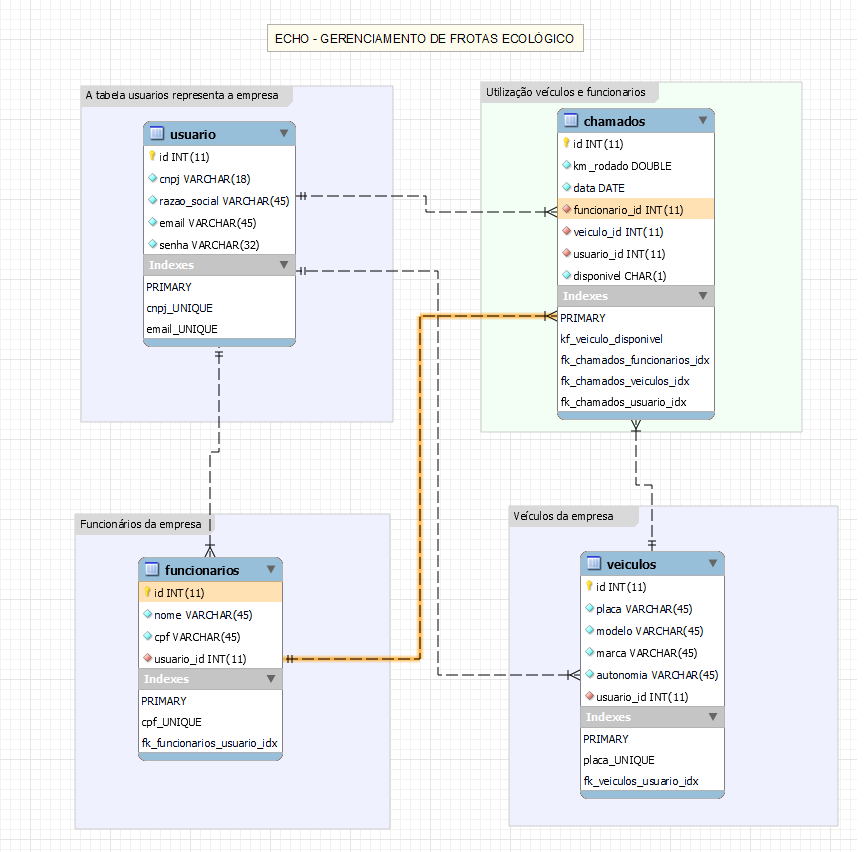 ECHO - GERENCIAMENTO DE FROTAS ECOLÓGICO
A tabela usuarios representa a empresa
usuario
id INT(11)
cnpj VARCHAR(18)
razao_social VARCHAR(45)
email VARCHAR(45)
senha VARCHAR(32)
Indexes
PRIMARY
cnpj_UNIQUE
email_UNIQUE
Utilização veículos e funcionarios
chamados
id INT(11)
km_rodado DOUBLE
data DATE
funcionario_id INT(11)
veiculo_id INT(11)
usuario_id INT(11)
disponivel CHAR(1)
Indexes
PRIMARY
kf_veiculo_disponivel
fk_chamados_funcionarios_idx
fk_chamados_veiculos_idx
fk_chamados_usuario_idx
Funcionários da empresa
funcionarios
id INT(11)
nome VARCHAR(45)
cpf VARCHAR(45)
usuario_id INT(11)
Indexes
PRIMARY
cpf_UNIQUE
fk_funcionarios_usuario_idx
Veículos da empresa
veiculos
id INT(11)
placa VARCHAR(45)
modelo VARCHAR(45)
marca VARCHAR(45)
autonomia VARCHAR(45)
usuario_id INT(11)
Indexes
PRIMARY
placa_UNIQUE
fk_veiculos_usuario_idx